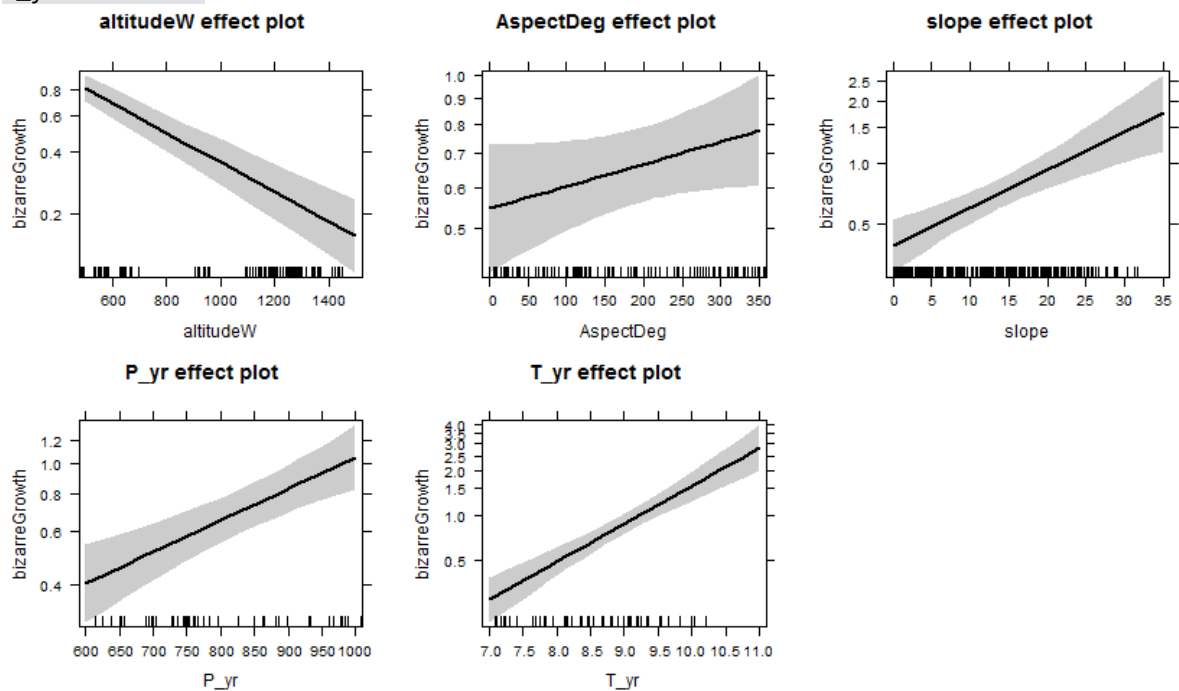 altitudeW effect plot
AspectDeg effect plot
slope effect plot
bizarreGrowth
0.8
0.6
0.4
0.2
600 800 1000 1200 1400
altitudeW
bizarreGrowth
1.0
0.9
0.8
0.7
0.6
0.5
0 50 100 150 200 250 300 350
AspectDeg
bizarreGrowth
2.5
2.0
1.5
1.0
0.5
0 5 10 15 20 25 30 35
slope
P_yr effect plot
T_yr effect plot
bizarreGrowth
1.2
1.0
0.8
0.6
0.4
600 650 700 750 800 850 900 950 1000
P_yr
bizarreGrowth
4.0
3.5
3.0
2.5
2.0
1.5
1.0
0.5
7.0 7.5 8.0 8.5 9.0 9.5 10.0 10.5 11.0
T_yr